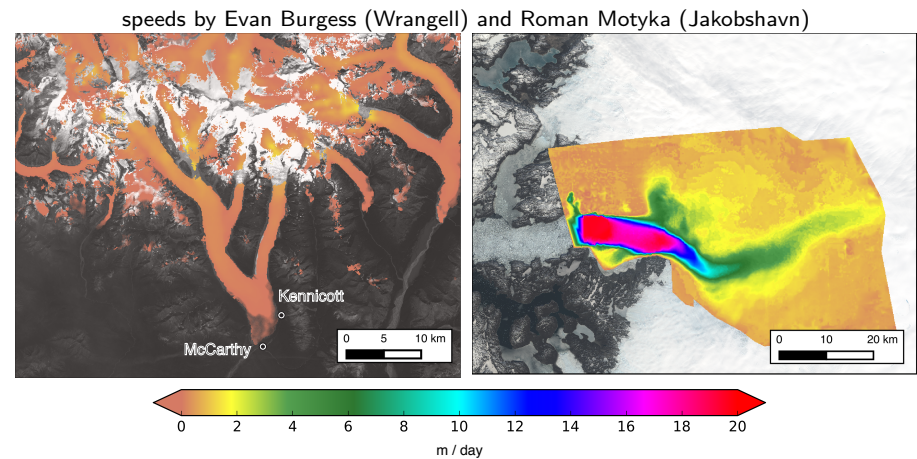 speeds by Evan Burgess (Wrangell) and Roman Motyka (Jakobshavn)
Kennicott
McCarthy
0 5 10 km
0 10 20 km
0 2 4 6 8 10 12 14 16 18 20
m / day